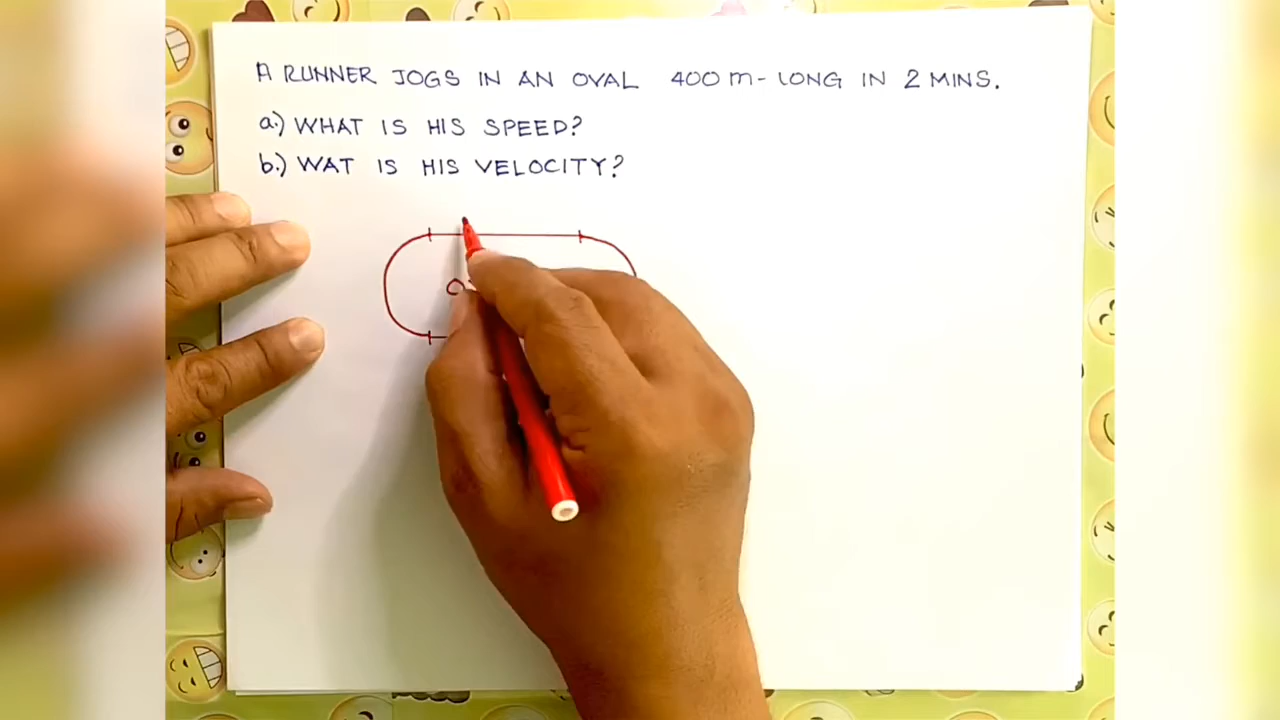 A RUNNER JOGS IN AN OVAL 400 m-LONG IN 2 MINS.
a.) WHAT IS HIS SPEED?
b.) WAT IS HIS VELOCITY?